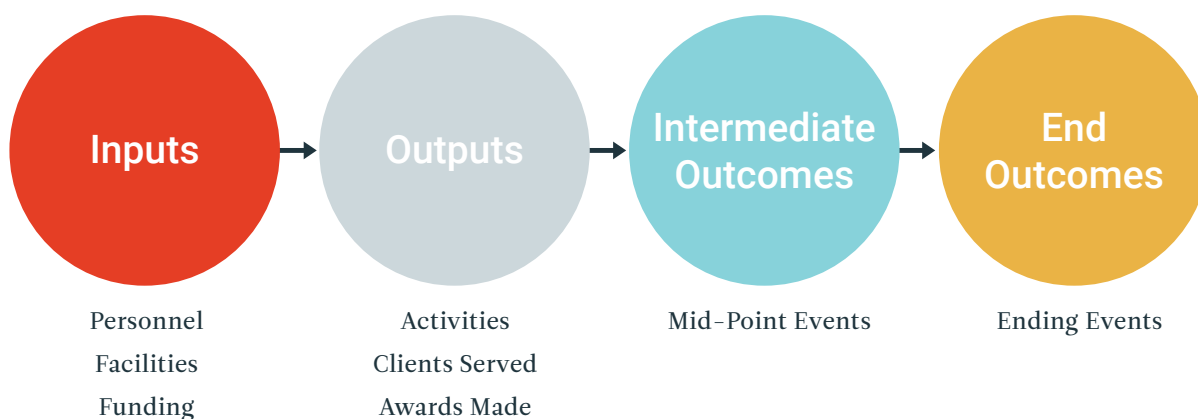 Inputs
Outputs
Intermediate
Outcomes
End
Outcomes
Personnel
Facilities
Funding
Activities
Clients Served
Awards Made
Mid-Point Events
Ending Events